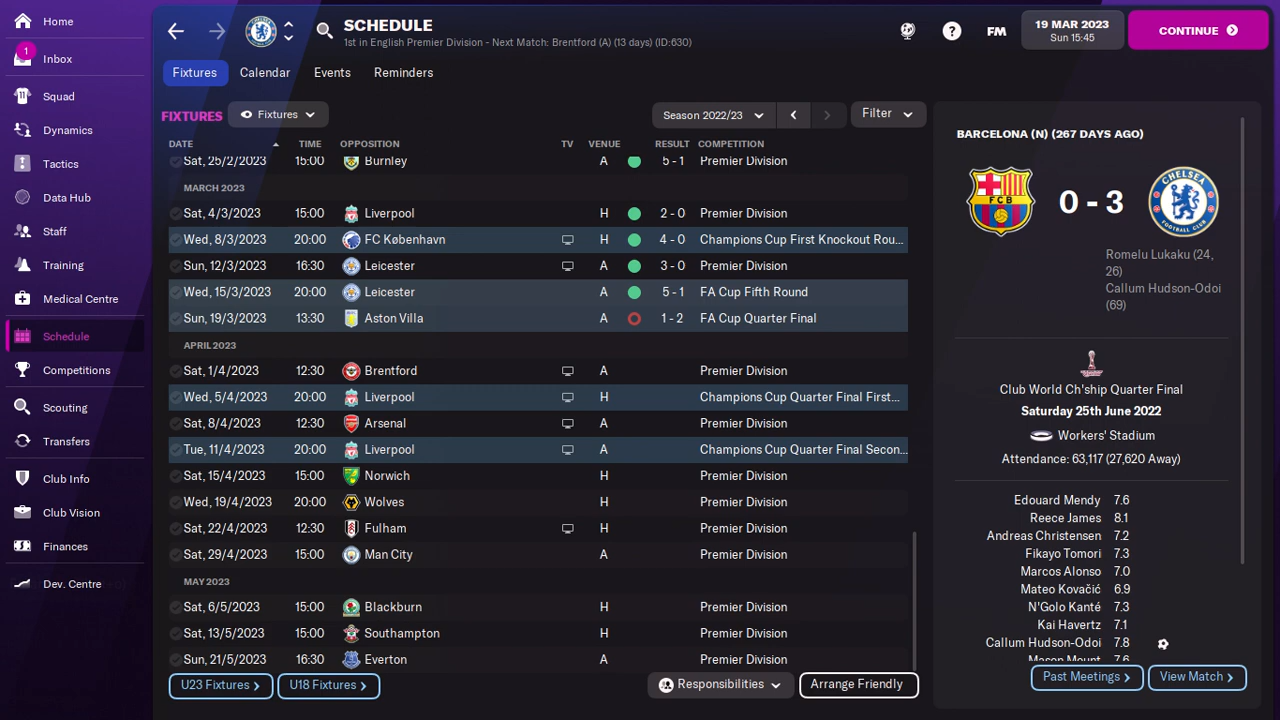 Home
1
Inbox
Squad
Dynamics
Tactics
Data Hub
Staff
Training
Medical Centre
Schedule
Competitions
Scouting
Transfers
Club Info
Club Vision
Finances
Dev. Centre
SCHEDULE
1st in English Premier Division - Next Match: Brentford (A) (13 days) (ID:630)
FM
19 MAR 2023
Sun 15:45
CONTINUE
Fixtures Calendar Events Reminders
FIXTURES Fixtures Season 2022/23 Filter
DATE TIME OPPOSITION TV VENUE RESULT COMPETITION
Sat, 25/2/2023 15:00 Burnley A 5 - 1 Premier Division
MARCH 2023
Sat, 4/3/2023 15:00 Liverpool H 2 - 0 Premier Division
Wed, 8/3/2023 20:00 FC København H 4 - 0 Champions Cup First Knockout Rou...
Sun, 12/3/2023 16:30 Leicester A 3 - 0 Premier Division
Wed, 15/3/2023 20:00 Leicester A 5 - 1 FA Cup Fifth Round
Sun, 19/3/2023 13:30 Aston Villa A 1 - 2 FA Cup Quarter Final
APRIL 2023
Sat, 1/4/2023 12:30 Brentford A Premier Division
Wed, 5/4/2023 20:00 Liverpool H Champions Cup Quarter Final First...
Sat, 8/4/2023 12:30 Arsenal A Premier Division
Tue, 11/4/2023 20:00 Liverpool A Champions Cup Quarter Final Secon...
Sat, 15/4/2023 15:00 Norwich H Premier Division
Wed, 19/4/2023 20:00 Wolves H Premier Division
Sat, 22/4/2023 12:30 Fulham H Premier Division
Sat, 29/4/2023 15:00 Man City A Premier Division
MAY 2023
Sat, 6/5/2023 15:00 Blackburn H Premier Division
Sat, 13/5/2023 15:00 Southampton H Premier Division
Sun, 21/5/2023 16:30 Everton A Premier Division
U23 Fixtures U18 Fixtures Responsibilities Arrange Friendly
BARCELONA (N) (267 DAYS AGO)
FCB
CHELSEA
FOOTBALL CLUB
0 - 3
Romelu Lukaku (24,
26)
Callum Hudson-Odoi
(69)
Club World Ch'ship Quarter Final
Saturday 25th June 2022
Workers' Stadium
Attendance: 63,117 (27,620 Away)
Edouard Mendy 7.6
Reece James 8.1
Andreas Christensen 7.2
Fikayo Tomori 7.3
Marcos Alonso 7.0
Mateo Kovačić 6.9
N'Golo Kanté 7.3
Kai Havertz 7.1
Callum Hudson-Odoi 7.8
Mason Mount 7.6
Past Meetings View Match